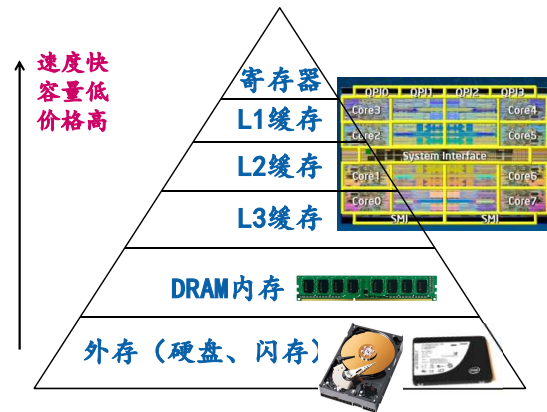 速度快
容量低
价格高
寄存器
L1缓存
L2缓存
L3缓存
DRAM内存
外存（硬盘、闪存）
QPI0 QPI1 QPI2 QPI3
Core3 Core4
Core2 Core5
System Interface
Core1 Core6
Core0 Core7
SMI SMI
intel